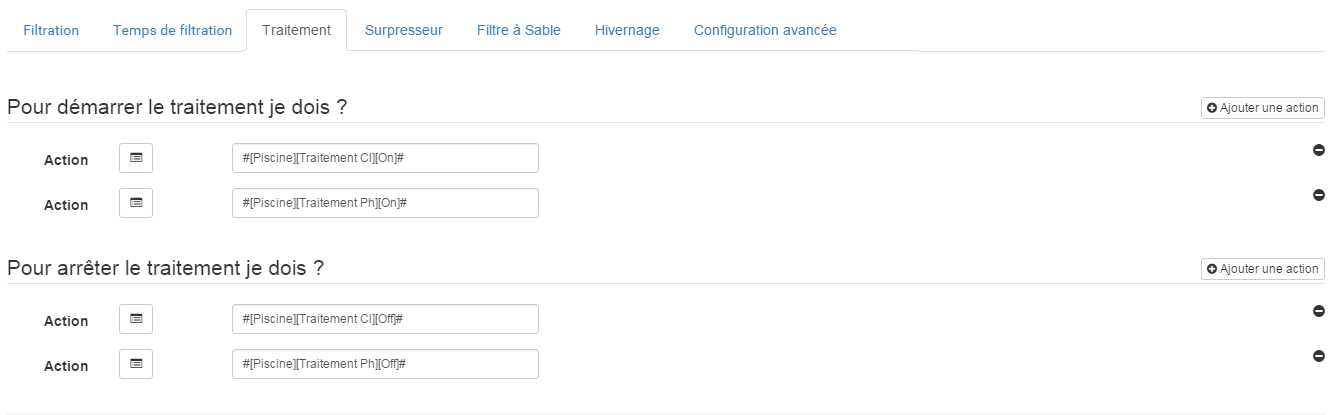 Filtration Temps de filtration Traitement Surpresseur Filtre à Sable Hivernage Configuration avancée
Pour démarrer le traitement je dois ? Ajouter une action
Action #[Piscine][Traitement Cl][On]#
Action #[Piscine][Traitement Ph][On]#
Pour arrêter le traitement je dois ? Ajouter une action
Action #[Piscine][Traitement Cl][Off]#
Action #[Piscine][Traitement Ph][Off]#